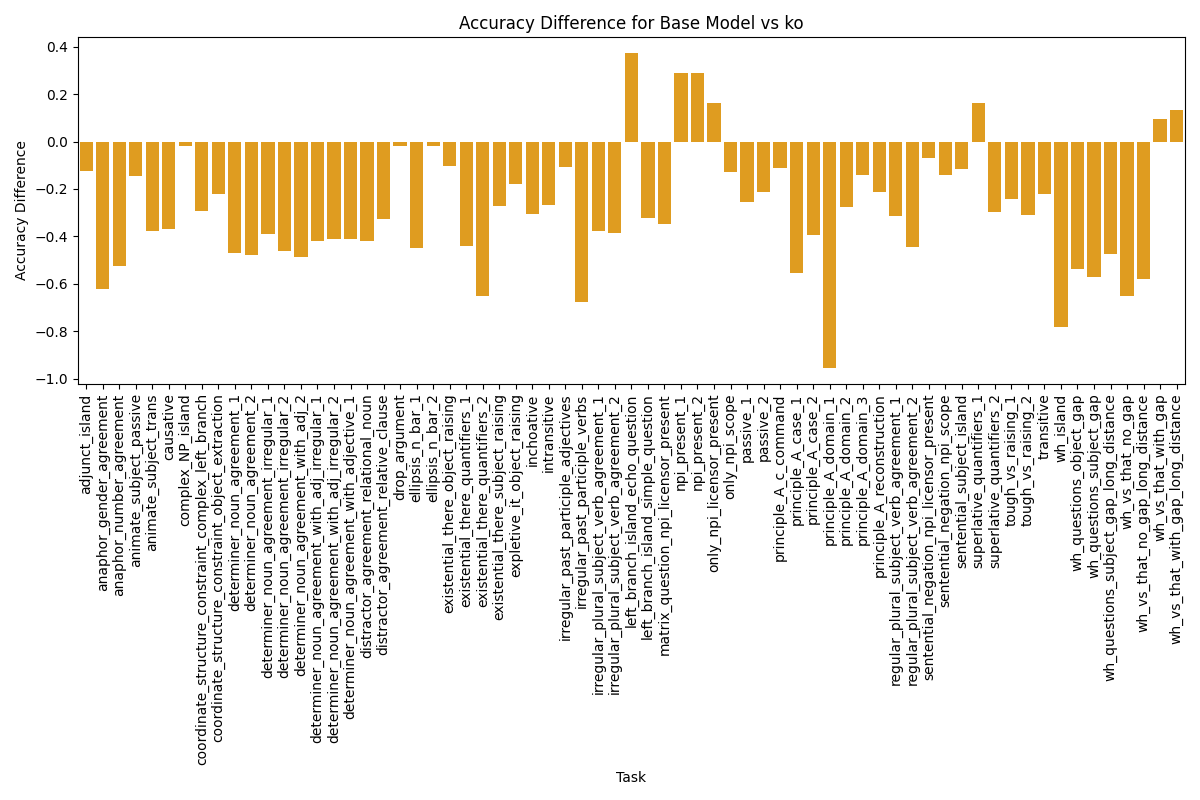 Accuracy Difference for Base Model vs ko
Accuracy Difference
0.4
0.2
0.0
−0.2
−0.4
−0.6
−0.8
−1.0
adjunct_island
anaphor_gender_agreement
anaphor_number_agreement
animate_subject_passive
animate_subject_trans
causative
complex_NP_island
coordinate_structure_constraint_complex_left_branch
coordinate_structure_constraint_object_extraction
determiner_noun_agreement_1
determiner_noun_agreement_2
determiner_noun_agreement_irregular_1
determiner_noun_agreement_irregular_2
determiner_noun_agreement_with_adj_2
determiner_noun_agreement_with_adj_irregular_1
determiner_noun_agreement_with_adj_irregular_2
determiner_noun_agreement_with_adjective_1
distractor_agreement_relational_noun
distractor_agreement_relative_clause
drop_argument
ellipsis_n_bar_1
ellipsis_n_bar_2
existential_there_object_raising
existential_there_quantifiers_1
existential_there_quantifiers_2
existential_there_subject_raising
expletive_it_object_raising
inchoative
intransitive
irregular_past_participle_adjectives
irregular_past_participle_verbs
irregular_plural_subject_verb_agreement_1
irregular_plural_subject_verb_agreement_2
left_branch_island_echo_question
left_branch_island_simple_question
matrix_question_npi_licensor_present
npi_present_1
npi_present_2
only_npi_licensor_present
only_npi_scope
passive_1
passive_2
principle_A_c_command
principle_A_case_1
principle_A_case_2
principle_A_domain_1
principle_A_domain_2
principle_A_domain_3
principle_A_reconstruction
regular_plural_subject_verb_agreement_1
regular_plural_subject_verb_agreement_2
sentential_negation_npi_licensor_present
sentential_negation_npi_scope
sentential_subject_island
superlative_quantifiers_1
superlative_quantifiers_2
tough_vs_raising_1
tough_vs_raising_2
transitive
wh_island
wh_questions_object_gap
wh_questions_subject_gap
wh_questions_subject_gap_long_distance
wh_vs_that_no_gap
wh_vs_that_no_gap_long_distance
wh_vs_that_with_gap
wh_vs_that_with_gap_long_distance
Task